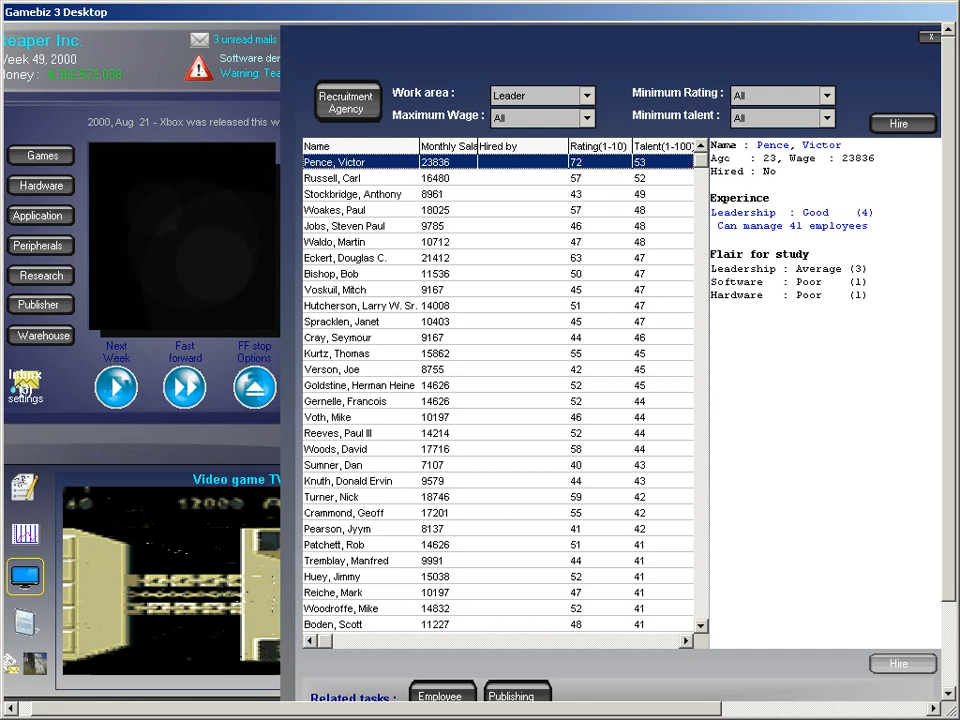 Gamebiz 3 Desktop
Reaper Inc.
Week 49, 2000
Money :
3 unread mails
Software der
Warning: Tea
2000, Aug 21 - Xbox was released this w
Games
Hardware
Application
Peripherals
Research
Publisher
Warehouse
Next Week
Fast forward
FF stop Options
Inbox
(3)
settings
Video game TV
x
Recruitment Agency
Work area : Leader
Maximum Wage : All
Minimum Rating : All
Minimum talent : All
Hire
Name Monthly Sala Hired by Rating(1-10) Talent(1-100)
Pence, Victor 23836 72 53
Russell, Carl 16480 57 52
Stockbridge, Anthony 8961 43 49
Woakes, Paul 18025 57 48
Jobs, Steven Paul 9785 46 48
Waldo, Martin 10712 47 48
Eckert, Douglas C. 21412 63 47
Bishop, Bob 11536 50 47
Voskuil, Mitch 9167 45 47
Hutcherson, Larry W. Sr. 14008 51 47
Spracklen, Janet 10403 45 47
Cray, Seymour 9167 44 46
Kurtz, Thomas 15862 55 45
Verson, Joe 8755 42 45
Goldstine, Herman Heine 14626 52 45
Gernelle, Francois 14626 52 44
Voth, Mike 10197 46 44
Reeves, Paul III 14214 52 44
Woods, David 17716 58 44
Sumner, Dan 7107 40 43
Knuth, Donald Ervin 9579 44 43
Turner, Nick 18746 59 42
Crammond, Geoff 17201 55 42
Pearson, Jyym 8137 41 42
Patchett, Rob 14626 51 41
Tremblay, Manfred 9991 44 41
Huey, Jimmy 15038 52 41
Reiche, Mark 10197 47 41
Woodroffe, Mike 14832 52 41
Boden, Scott 11227 48 41
Name : Pence, Victor
Age : 23, Wage : 23836
Hired : No
Experince
Leadership : Good (4)
Can manage 41 employees
Flair for study
Leadership : Average (3)
Software : Poor (1)
Hardware : Poor (1)
Hire
Related tasks :
Employee
Publishing